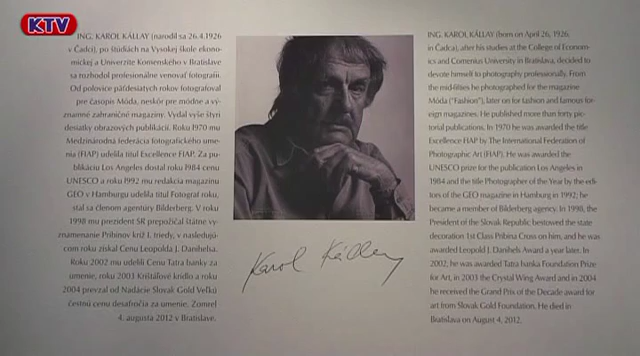 KTV
ING. KAROL KÁLLAY (narodil sa 26.4.1926
v Čadci), po štúdiách na Vysokej škole ekono-
mickej a Univerzite Komenského v Bratislave
sa rozhodol profesionálne venovať fotografii.
Od polovice päťdesiatych rokov fotografoval
pre časopis Móda, neskôr pre módne a vý-
znamné zahraničné magazíny. Vydal vyše štyri
desiatky obrazových publikácií. Roku 1970 mu
Medzinárodná federácia fotografického ume-
nia (FIAP) udelila titul Excellence FIAP. Za pu-
blikáciu Los Angeles dostal roku 1984 cenu
UNESCO a roku 1992 mu redakcia magazínu
GEO v Hamburgu udelila titul Fotograf roku,
stal sa členom agentúry Bilderberg. V roku
1998 mu prezident SR prepožičal štátne vy-
znamenanie Pribinov kríž I. triedy, v nasledujú-
com roku získal Cenu Leopolda J. Danihelsa.
Roku 2002 mu udelili Cenu Tatra banky za
umenie, roku 2003 Krištáľové krídlo a roku
2004 prevzal od Nadácie Slovak Gold Veľkú
čestnú cenu desaťročia za umenie. Zomrel
4. augusta 2012 v Bratislave.
Karol Kállay
ING. KAROL KÁLLAY (born on April 26, 1926,
in Čadca), after his studies at the College of Econom-
ics and Comenius University in Bratislava, decided to
devote himself to photography professionally. From
the mid-fifties he photographed for the magazine
Móda ("Fashion"), later on for fashion and famous for-
eign magazines. He published more than forty pic-
torial publications. In 1970 he was awarded the title
Excellence HAP by The International Federation of
Photographic Art (FIAP). He was awarded the
UNESCO prize for the publication Los Angeles in
1984 and the title Photographer of the Year by the edi-
tors of the GEO magazine in Hamburg in 1992; he
became a member of Bilderberg agency. In 1998, the
President of the Slovak Republic bestowed the state
decoration 1st Class Pribina Cross on him, and he was
awarded Leopold J. Danihels Award a year later. In
2002, he was awarded Tatra banka Foundation Prize
for Art, in 2003 the Crystal Wing Award and in 2004
he received the Grand Prix of the Decade award for
art from Slovak Gold Foundation. He died in
Bratislava on August 4, 2012.